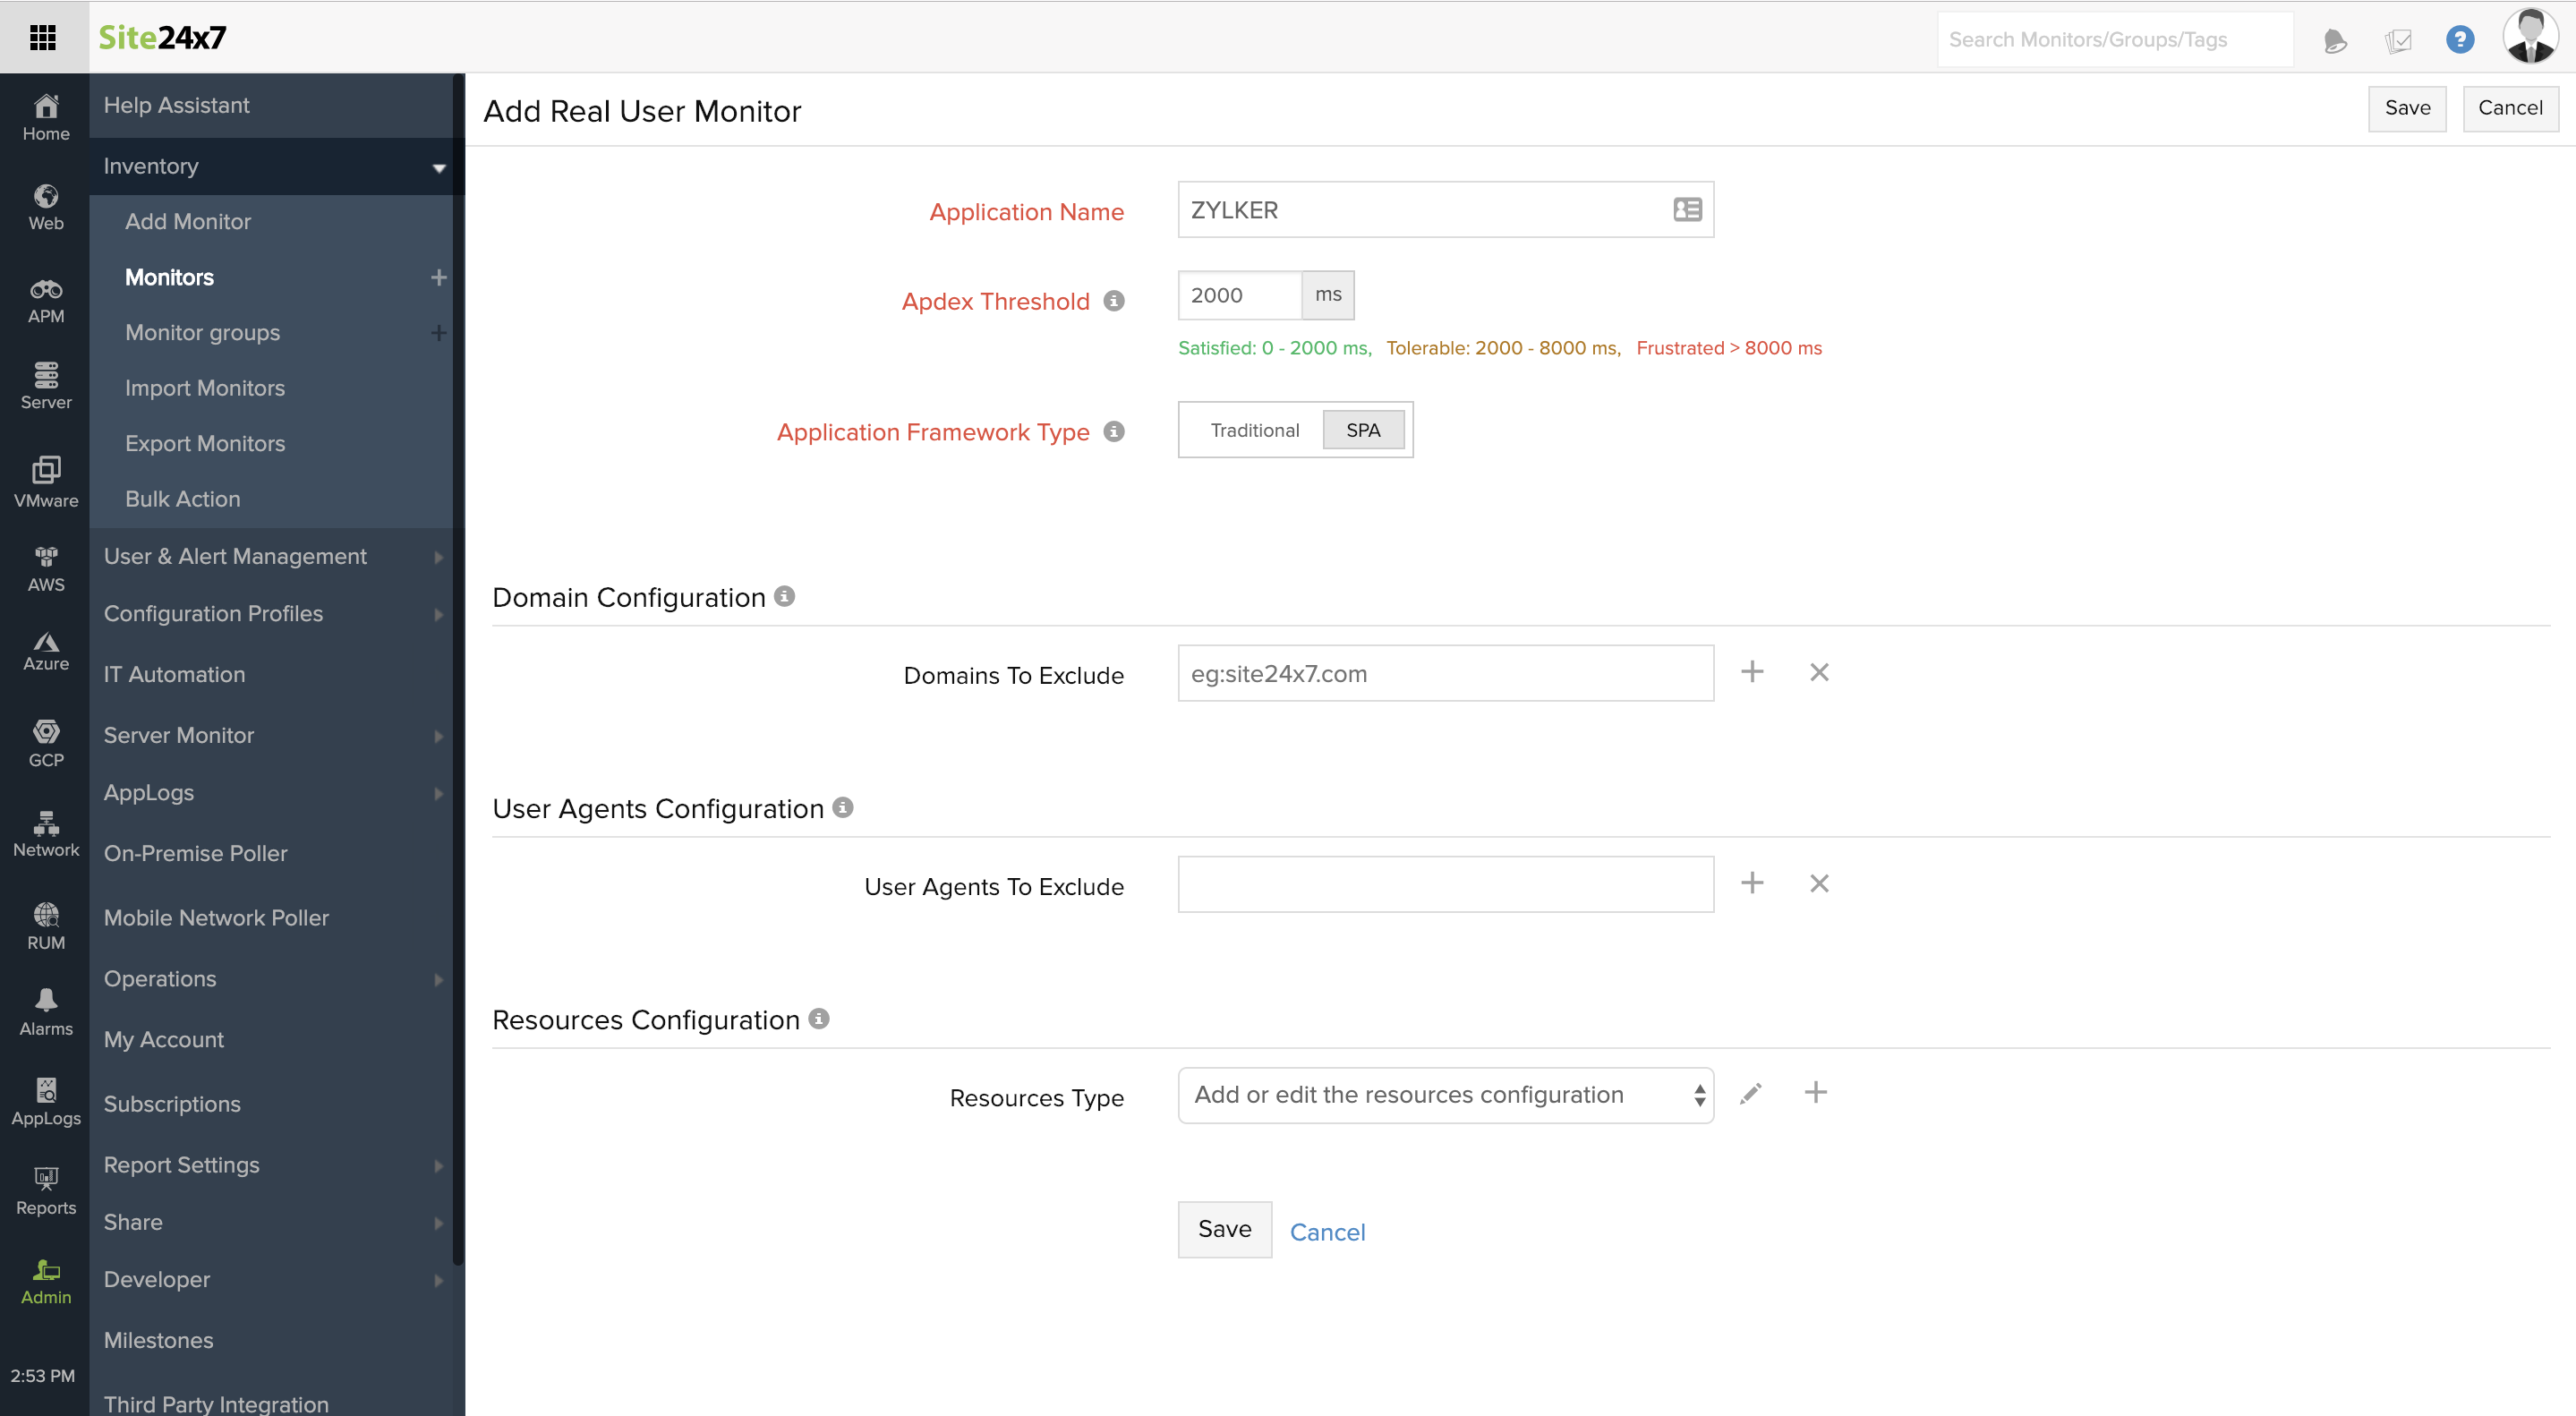 Site24x7
Search Monitors/Groups/Tags
?
Home
Web
APM
Server
VMware
AWS
Azure
GCP
Network
RUM
Alarms
AppLogs
Reports
Admin
2:53 PM
Help Assistant
Inventory
Add Monitor
Monitors +
Monitor groups +
Import Monitors
Export Monitors
Bulk Action
User & Alert Management
Configuration Profiles
IT Automation
Server Monitor
AppLogs
On-Premise Poller
Mobile Network Poller
Operations
My Account
Subscriptions
Report Settings
Share
Developer
Milestones
Third Party Integration
Add Real User Monitor
Save Cancel
Application Name ZYLKER
Apdex Threshold 2000 ms
Satisfied: 0 - 2000 ms, Tolerable: 2000 - 8000 ms, Frustrated > 8000 ms
Application Framework Type Traditional SPA
Domain Configuration
Domains To Exclude eg:site24x7.com
User Agents Configuration
User Agents To Exclude
Resources Configuration
Resources Type Add or edit the resources configuration
Save Cancel